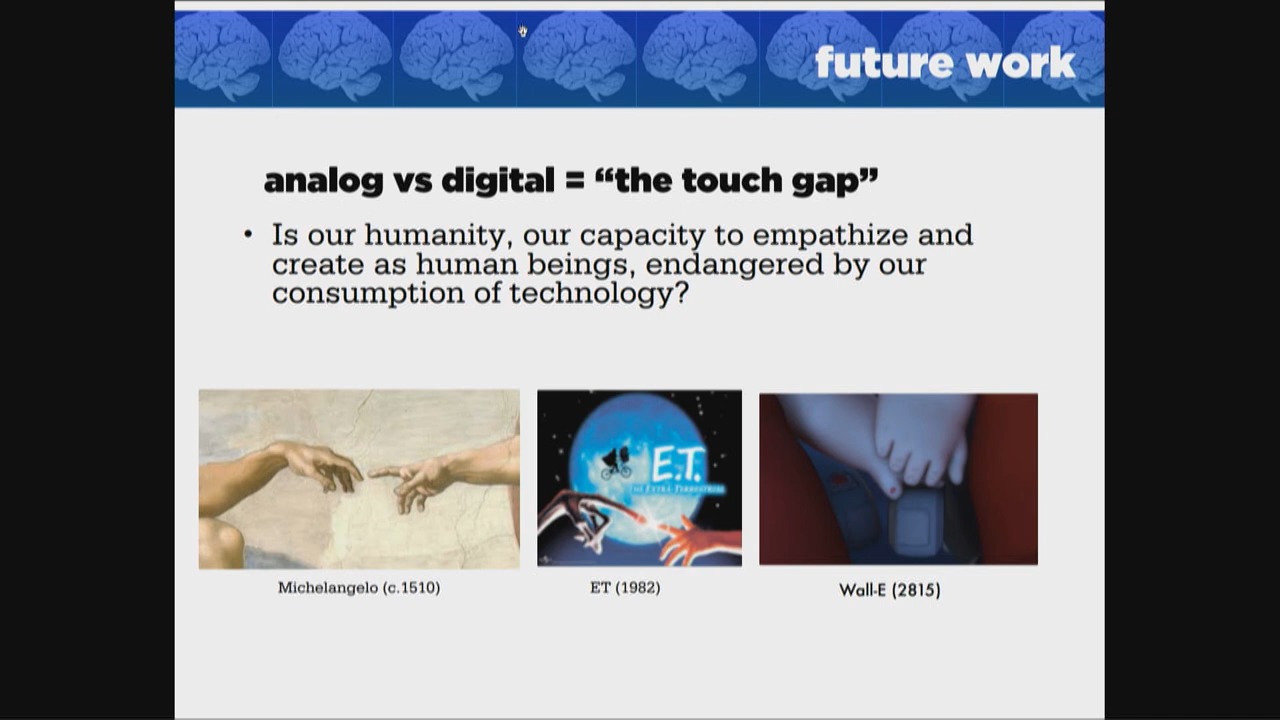 future work
analog vs digital = “the touch gap”
• Is our humanity, our capacity to empathize and
create as human beings, endangered by our
consumption of technology?
E.T.
THE EXTRA-TERRESTRIAL
Michelangelo (c.1510)
ET (1982)
Wall-E (2815)